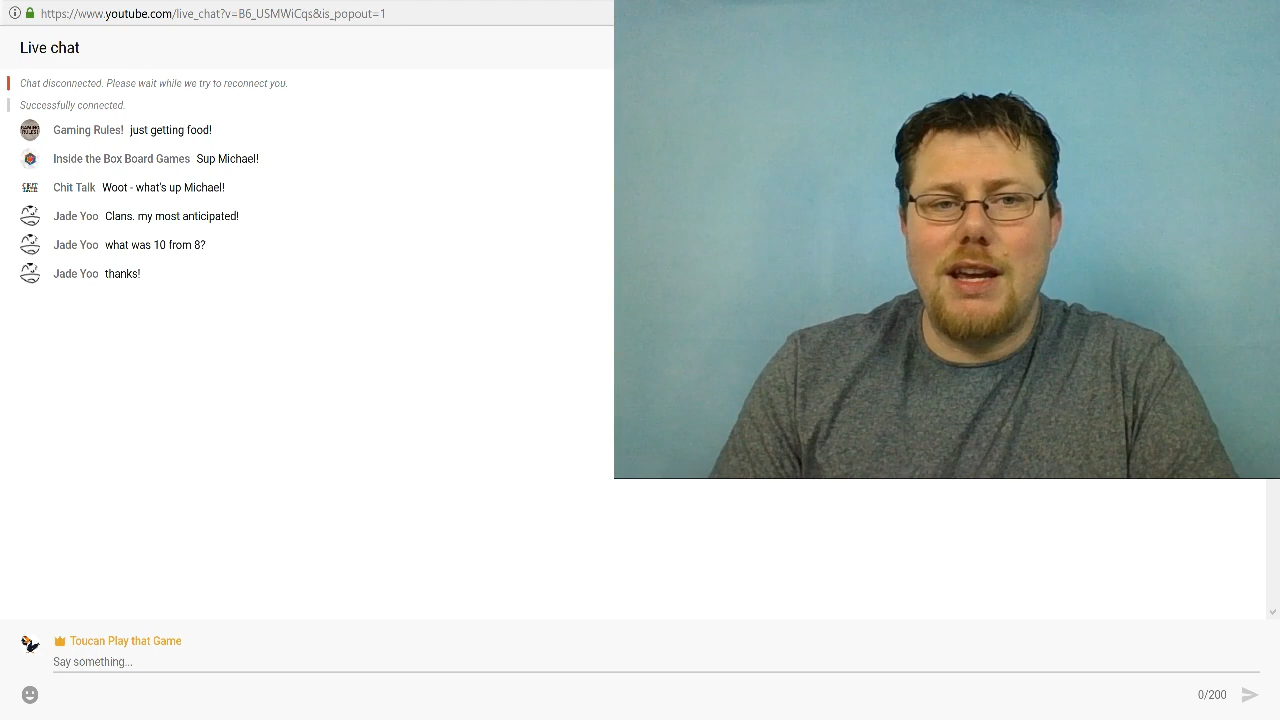 https://www.youtube.com/live_chat?v=B6_USMWiCqs&is_popout=1
Live chat
Chat disconnected. Please wait while we try to reconnect you.
Successfully connected.
Gaming Rules! just getting food!
Inside the Box Board Games Sup Michael!
Chit Talk Woot - what's up Michael!
Jade Yoo Clans. my most anticipated!
Jade Yoo what was 10 from 8?
Jade Yoo thanks!
Toucan Play that Game
Say something...
0/200